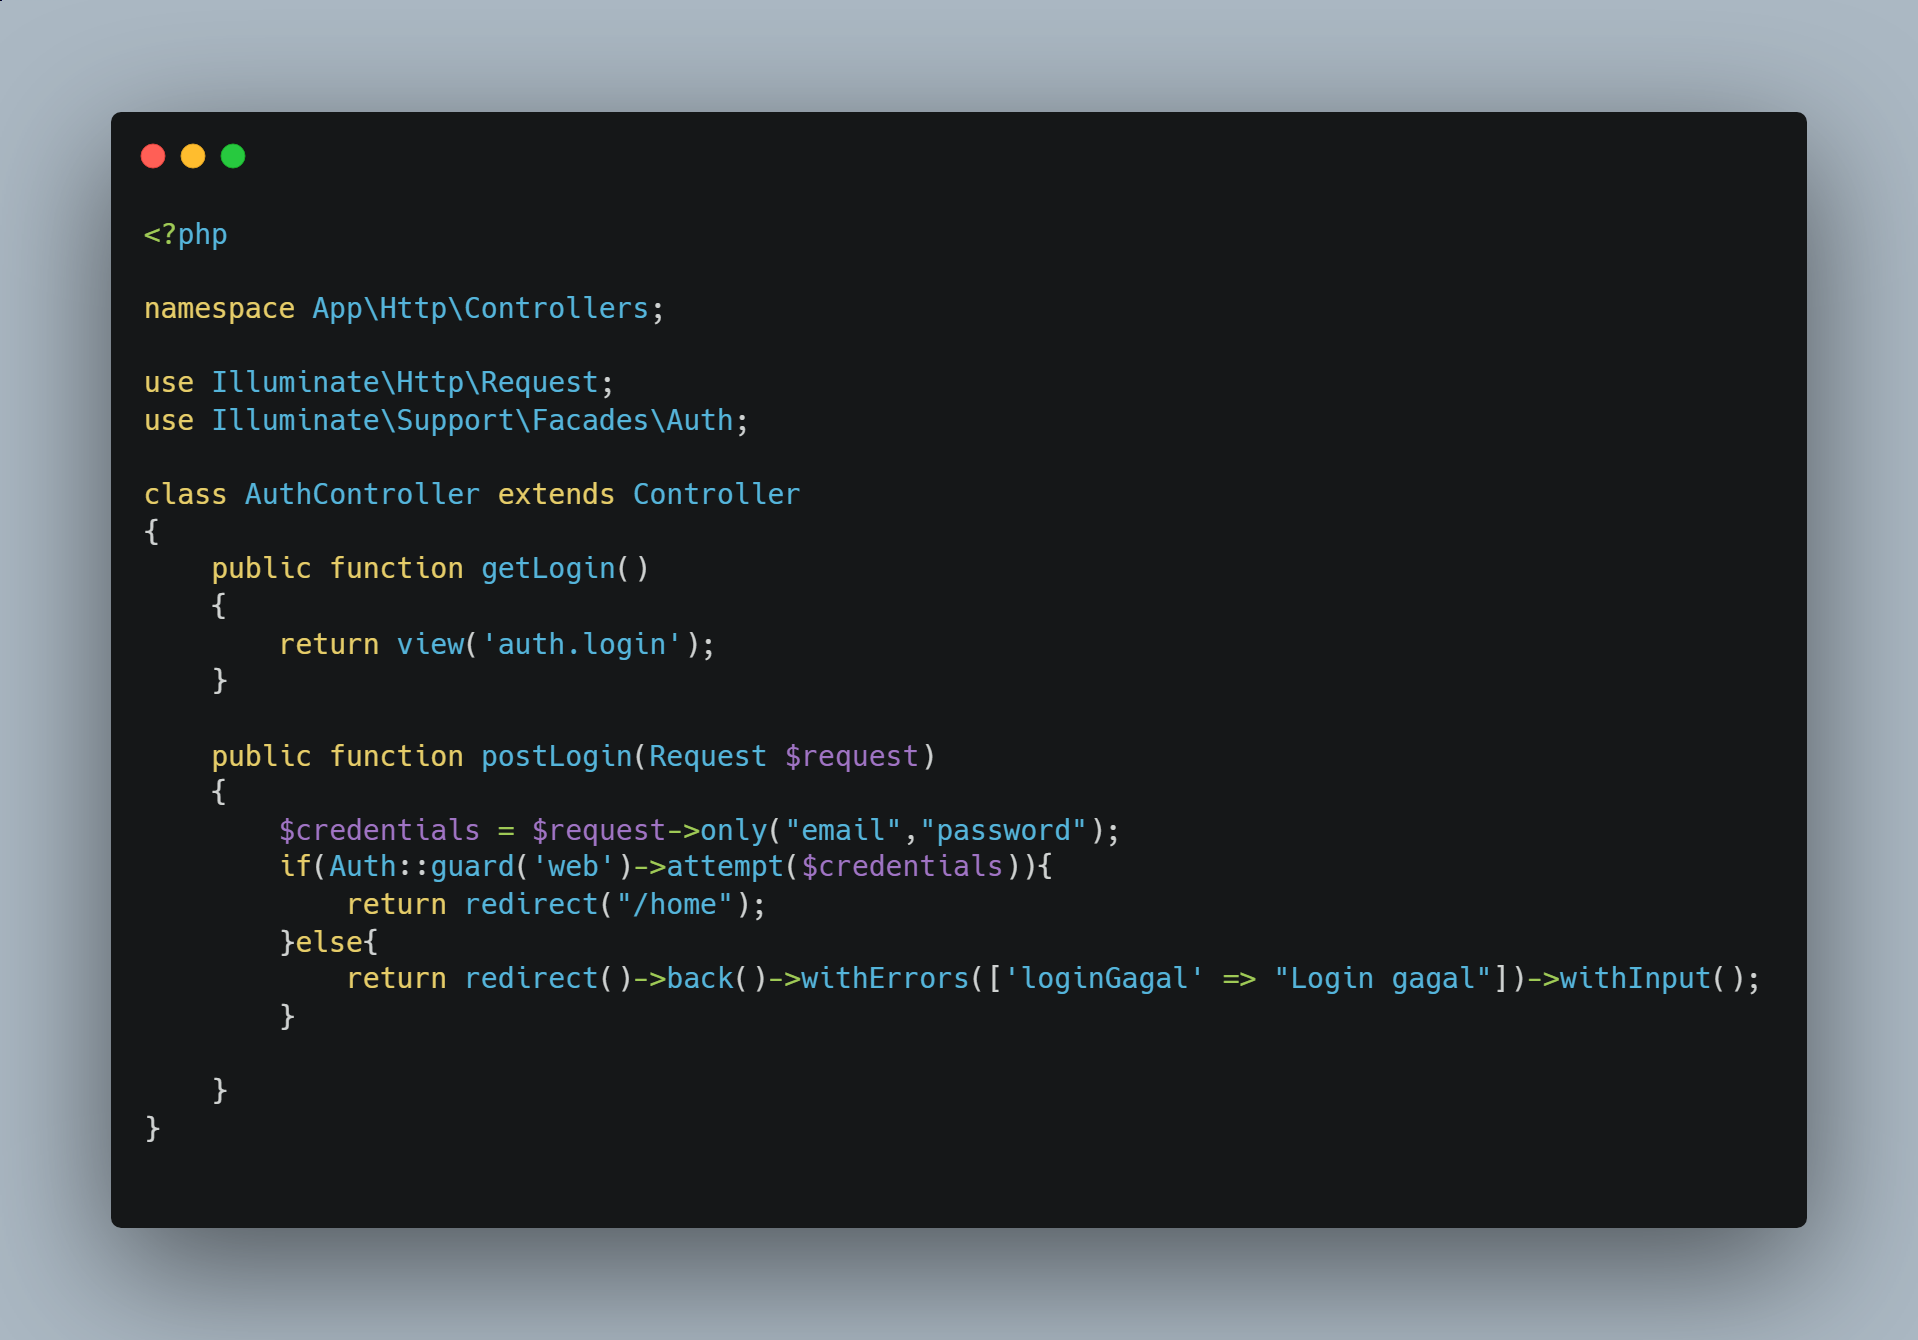 <?php
namespace App\Http\Controllers;
use Illuminate\Http\Request;
use Illuminate\Support\Facades\Auth;
class AuthController extends Controller
{
    public function getLogin()
    {
        return view('auth.login');
    }
    public function postLogin(Request $request)
    {
        $credentials = $request->only("email","password");
        if(Auth::guard('web')->attempt($credentials)){
            return redirect("/home");
        }else{
            return redirect()->back()->withErrors(['loginGagal' => "Login gagal"])->withInput();
        }
    }
}